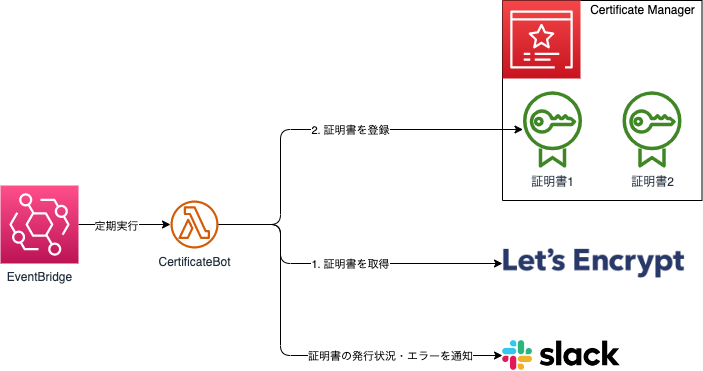 Certificate Manager
2. 証明書を登録
証明書1
証明書2
定期実行
EventBridge
CertificateBot
1. 証明書を取得
Let's Encrypt
証明書の発行状況・エラーを通知
slack